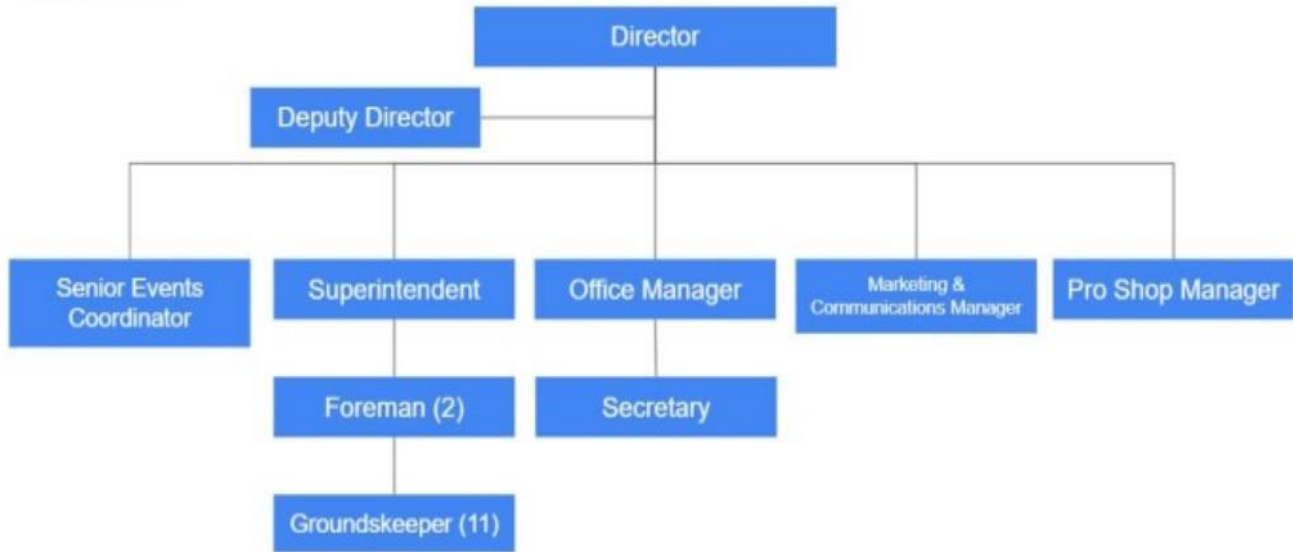 Director
Deputy Director
Senior Events
Coordinator
Superintendent
Office Manager
Marketing &
Communications Manager
Pro Shop Manager
Foreman (2)
Secretary
Groundskeeper (11)